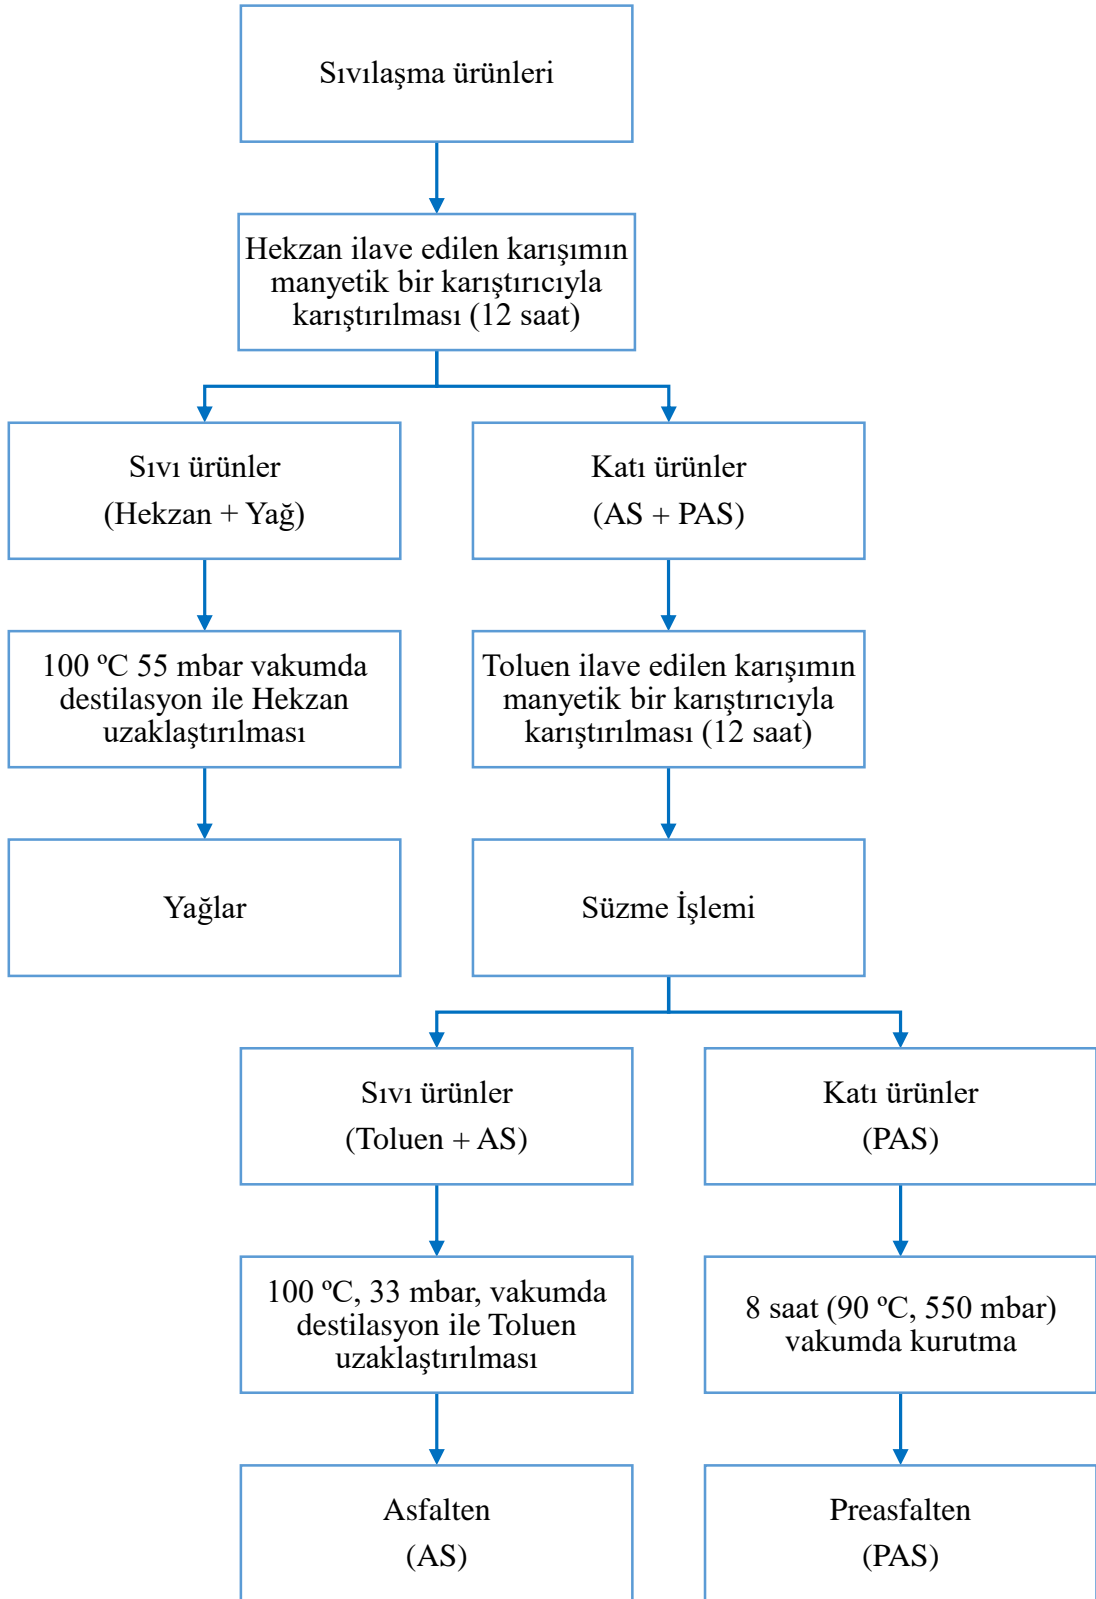 Sıvılaşma ürünleri
Hekzan ilave edilen karışımın
manyetik bir karıştırıcıyla
karıştırılması (12 saat)
Sıvı ürünler
(Hekzan + Yağ)
Katı ürünler
(AS + PAS)
100 ºC 55 mbar vakumda
destilasyon ile Hekzan
uzaklaştırılması
Toluen ilave edilen karışımın
manyetik bir karıştırıcıyla
karıştırılması (12 saat)
Yağlar
Süzme İşlemi
Sıvı ürünler
(Toluen + AS)
Katı ürünler
(PAS)
100 ºC, 33 mbar, vakumda
destilasyon ile Toluen
uzaklaştırılması
8 saat (90 ºC, 550 mbar)
vakumda kurutma
Asfalten
(AS)
Preasfalten
(PAS)